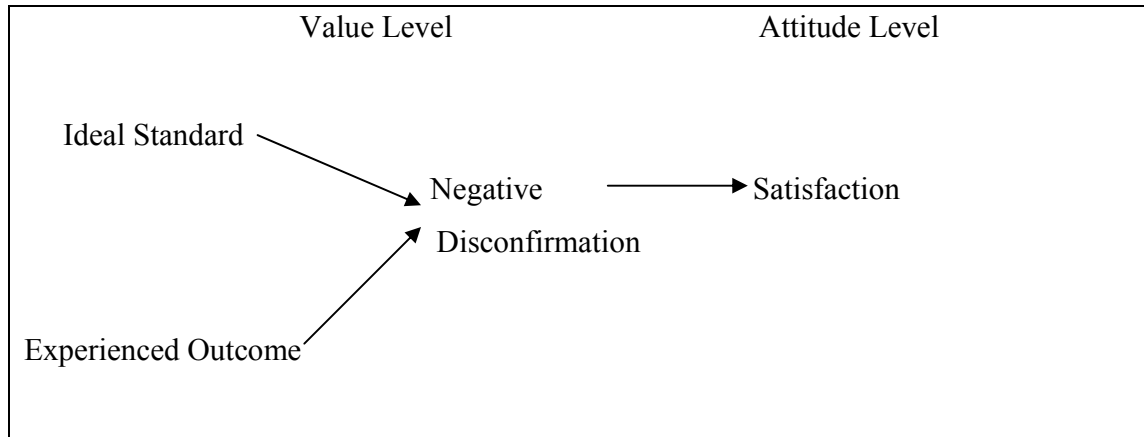 Value Level Attitude Level
Ideal Standard
Negative Satisfaction
Disconfirmation
Experienced Outcome